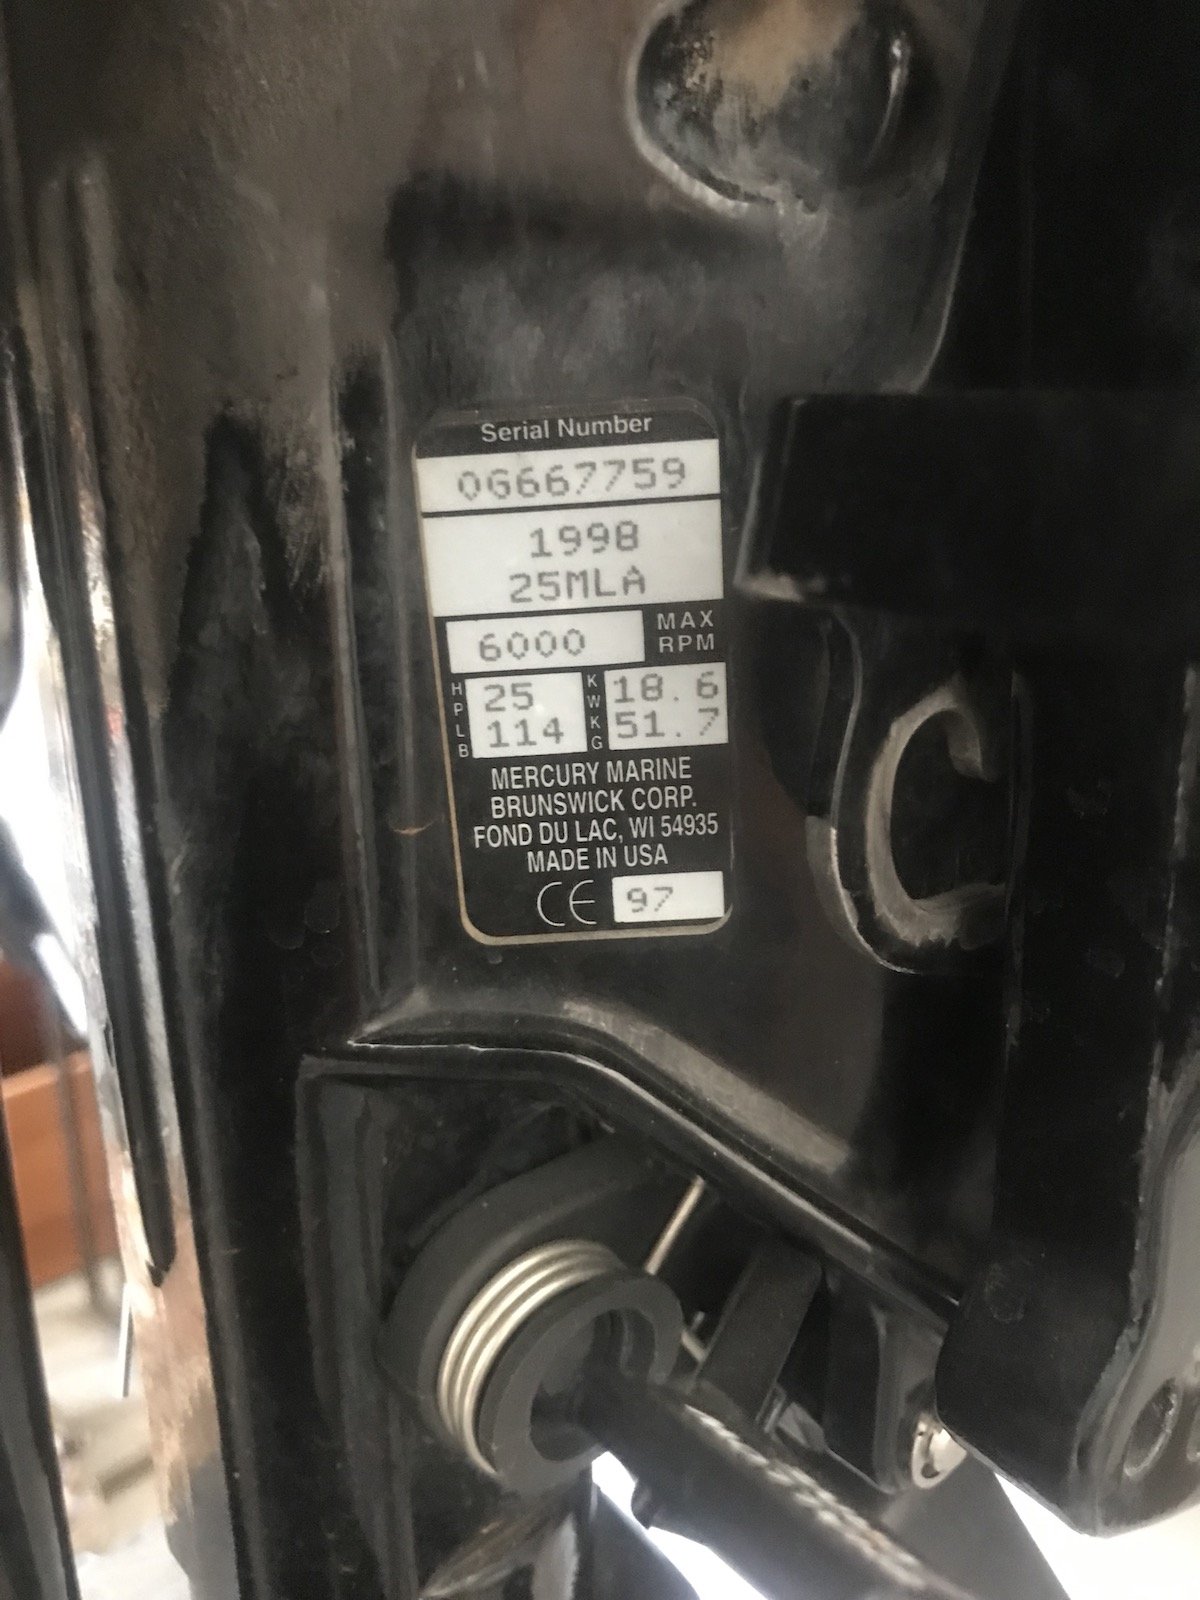 Serial Number
0G667759
1998
25MLA
6000 MAX RPM
HP 25 KW 18.6
LB 114 KG 51.7
MERCURY MARINE
BRUNSWICK CORP.
FOND DU LAC, WI 54935
MADE IN USA
CE 97